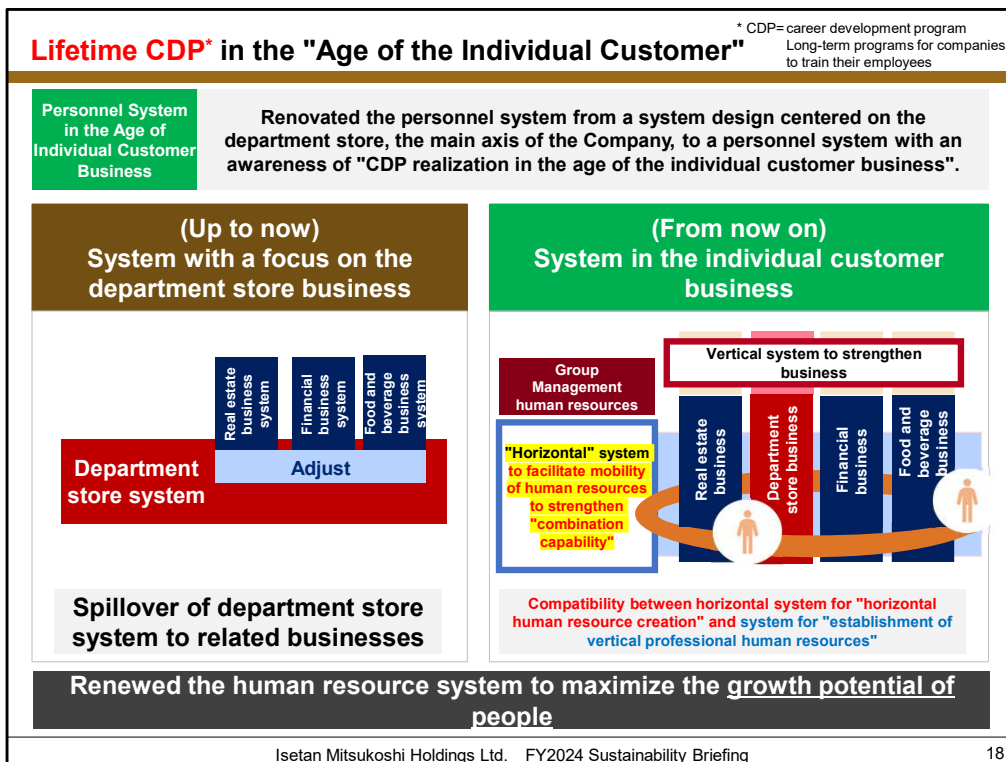 Lifetime CDP* in the "Age of the Individual Customer"
* CDP= career development program
Long-term programs for companies
to train their employees
Personnel System
in the Age of
Individual Customer
Business
Renovated the personnel system from a system design centered on the
department store, the main axis of the Company, to a personnel system with an
awareness of "CDP realization in the age of the individual customer business".
(Up to now)
System with a focus on the
department store business
Real estate
business
system
Financial
business
system
Food and
beverage
business
system
Department
store system
Adjust
Spillover of department store
system to related businesses
(From now on)
System in the individual customer
business
Group
Management
human resources
Vertical system to strengthen
business
"Horizontal" system
to facilitate mobility
of human resources
to strengthen
"combination
capability"
Real estate
business
Department
store business
Financial
business
Food and
beverage
business
Compatibility between horizontal system for "horizontal
human resource creation" and system for "establishment of
vertical professional human resources"
Renewed the human resource system to maximize the growth potential of
people
Isetan Mitsukoshi Holdings Ltd. FY2024 Sustainability Briefing
18